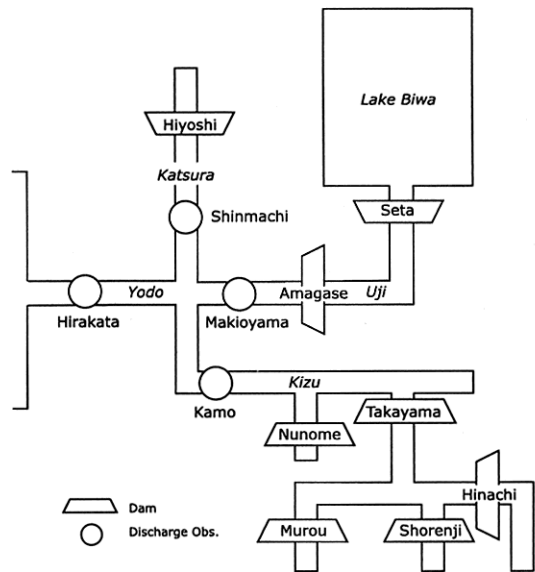 Lake Biwa
Hiyoshi
Katsura
Shinmachi
Seta
Yodo
Amagase
Uji
Hirakata
Makioyama
Kizu
Kamo
Takayama
Nunome
Hinachi
Dam
Murou
Shorenji
Discharge Obs.